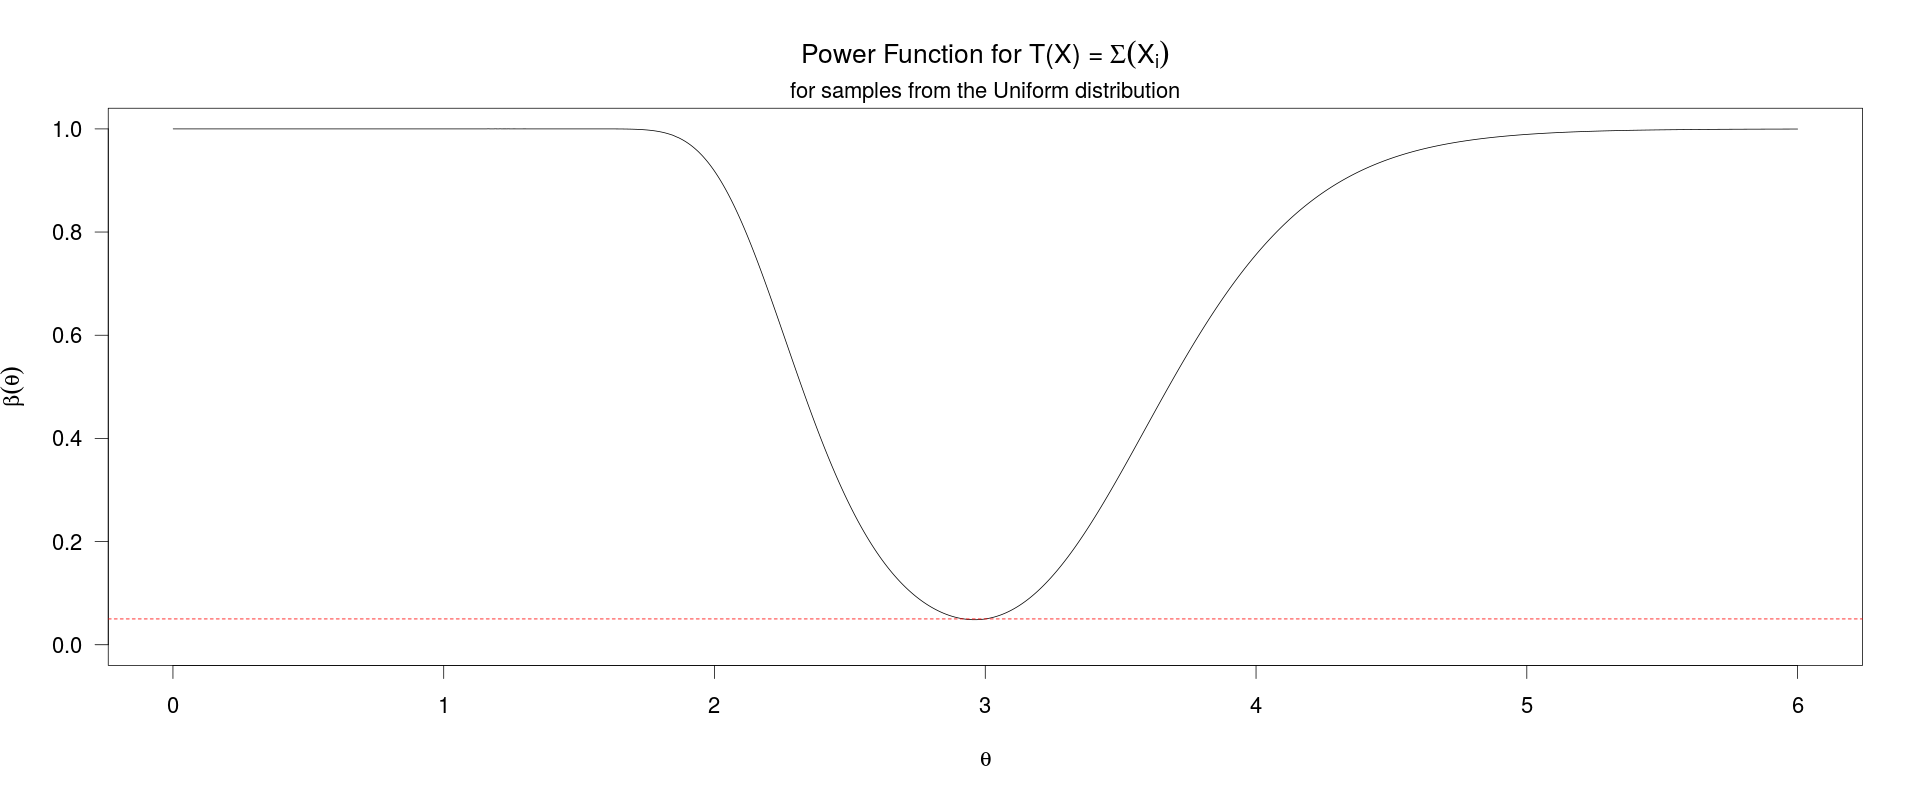 Power Function for T(X) = Σ(Xᵢ)
for samples from the Uniform distribution
1.0
0.8
0.6
0.4
0.2
0.0
β(θ)
0 1 2 3 4 5 6
θ